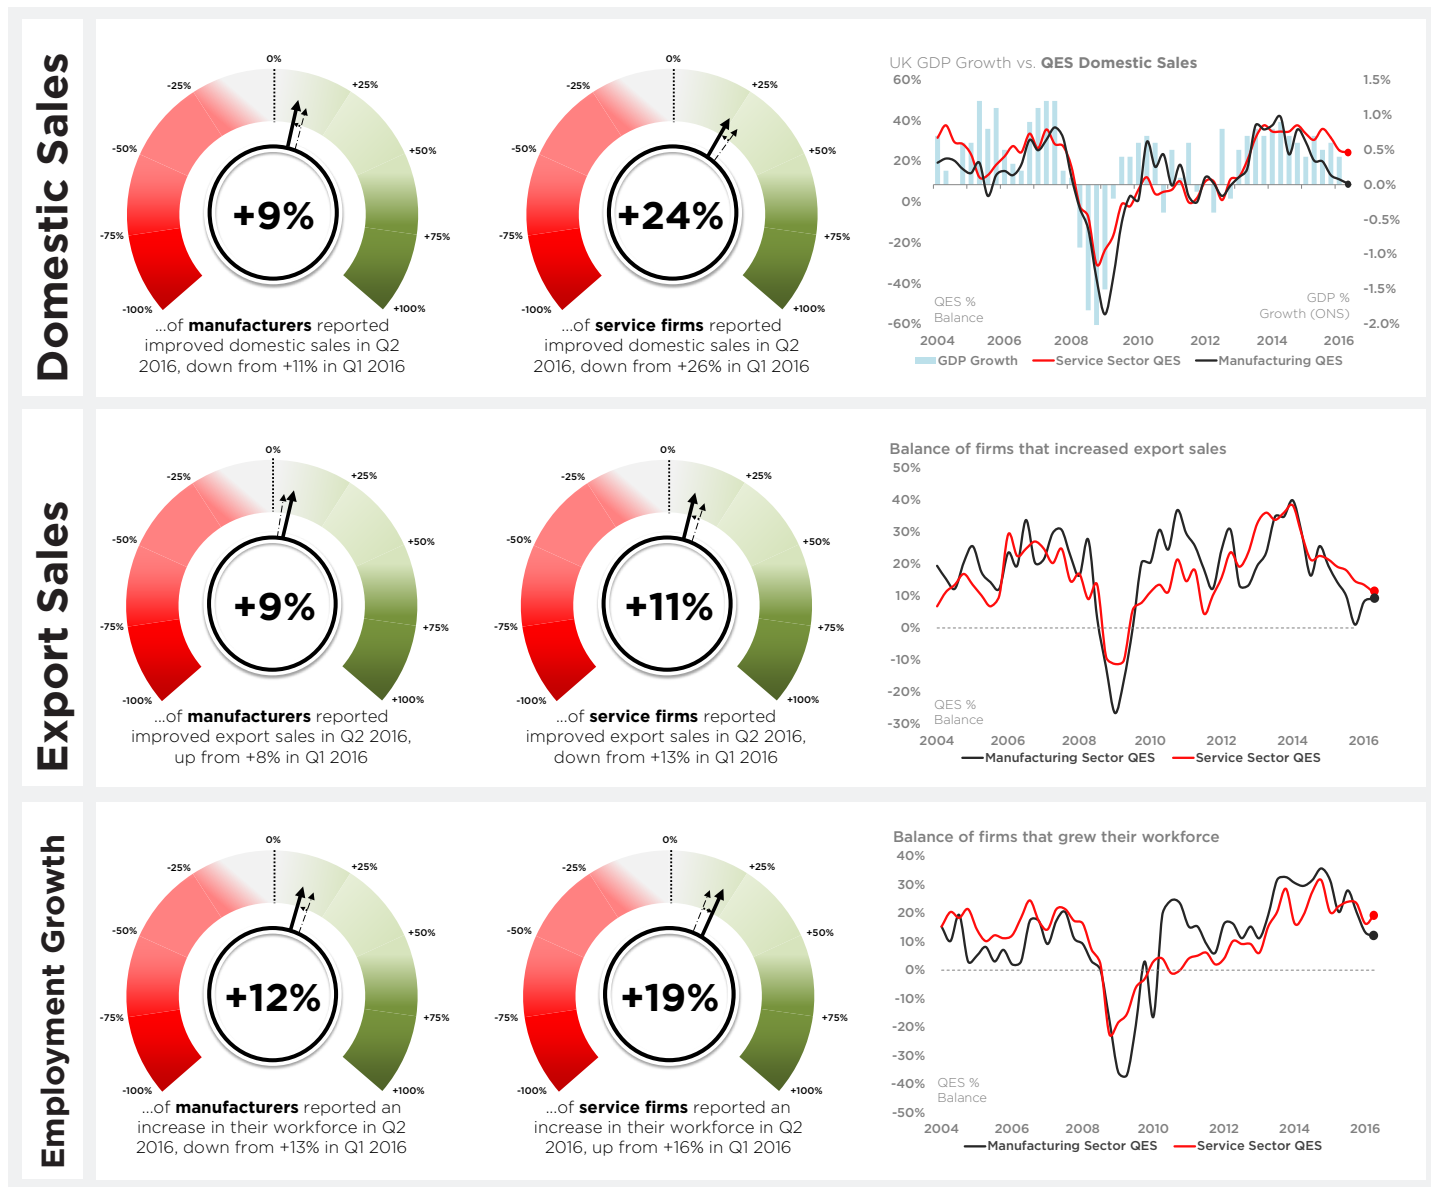 Domestic Sales
0%
-25%
+25%
-50%
+50%
-75%
+75%
-100%
+100%
+9%
...of manufacturers reported
improved domestic sales in Q2
2016, down from +11% in Q1 2016
0%
-25%
+25%
-50%
+50%
-75%
+75%
-100%
+100%
+24%
...of service firms reported
improved domestic sales in Q2
2016, down from +26% in Q1 2016
UK GDP Growth vs. QES Domestic Sales
60%
40%
20%
0%
-20%
-40%
-60%
1.5%
1.0%
0.5%
0.0%
-0.5%
-1.0%
-1.5%
-2.0%
QES %
Balance
GDP %
Growth (ONS)
2004 2006 2008 2010 2012 2014 2016
GDP Growth Service Sector QES Manufacturing QES
Export Sales
0%
-25%
+25%
-50%
+50%
-75%
+75%
-100%
+100%
+9%
...of manufacturers reported
improved export sales in Q2 2016,
up from +8% in Q1 2016
0%
-25%
+25%
-50%
+50%
-75%
+75%
-100%
+100%
+11%
...of service firms reported
improved export sales in Q2 2016,
down from +13% in Q1 2016
Balance of firms that increased export sales
50%
40%
30%
20%
10%
0%
-10%
-20%
-30%
QES %
Balance
2004 2006 2008 2010 2012 2014 2016
Manufacturing Sector QES Service Sector QES
Employment Growth
0%
-25%
+25%
-50%
+50%
-75%
+75%
-100%
+100%
+12%
...of manufacturers reported an
increase in their workforce in Q2
2016, down from +13% in Q1 2016
0%
-25%
+25%
-50%
+50%
-75%
+75%
-100%
+100%
+19%
...of service firms reported an
increase in their workforce in Q2
2016, up from +16% in Q1 2016
Balance of firms that grew their workforce
40%
30%
20%
10%
0%
-10%
-20%
-30%
-40%
-50%
QES %
Balance
2004 2006 2008 2010 2012 2014 2016
Manufacturing Sector QES Service Sector QES